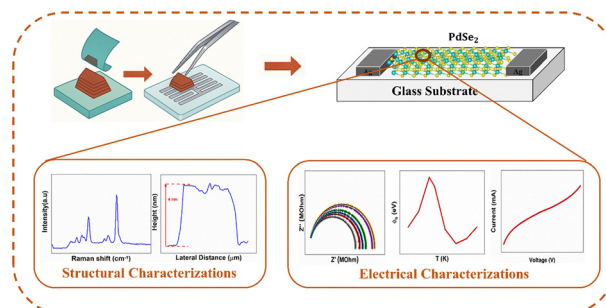 PdSe₂
Ag
Ag
Glass Substrate
Intensity(a.u)
Raman shift (cm⁻¹)
Height (nm)
Lateral Distance (μm)
Structural Characterizations
Z'' (MOhm)
Z' (MOhm)
(eV)
T (K)
Current (mA)
Voltage (V)
Electrical Characterizations